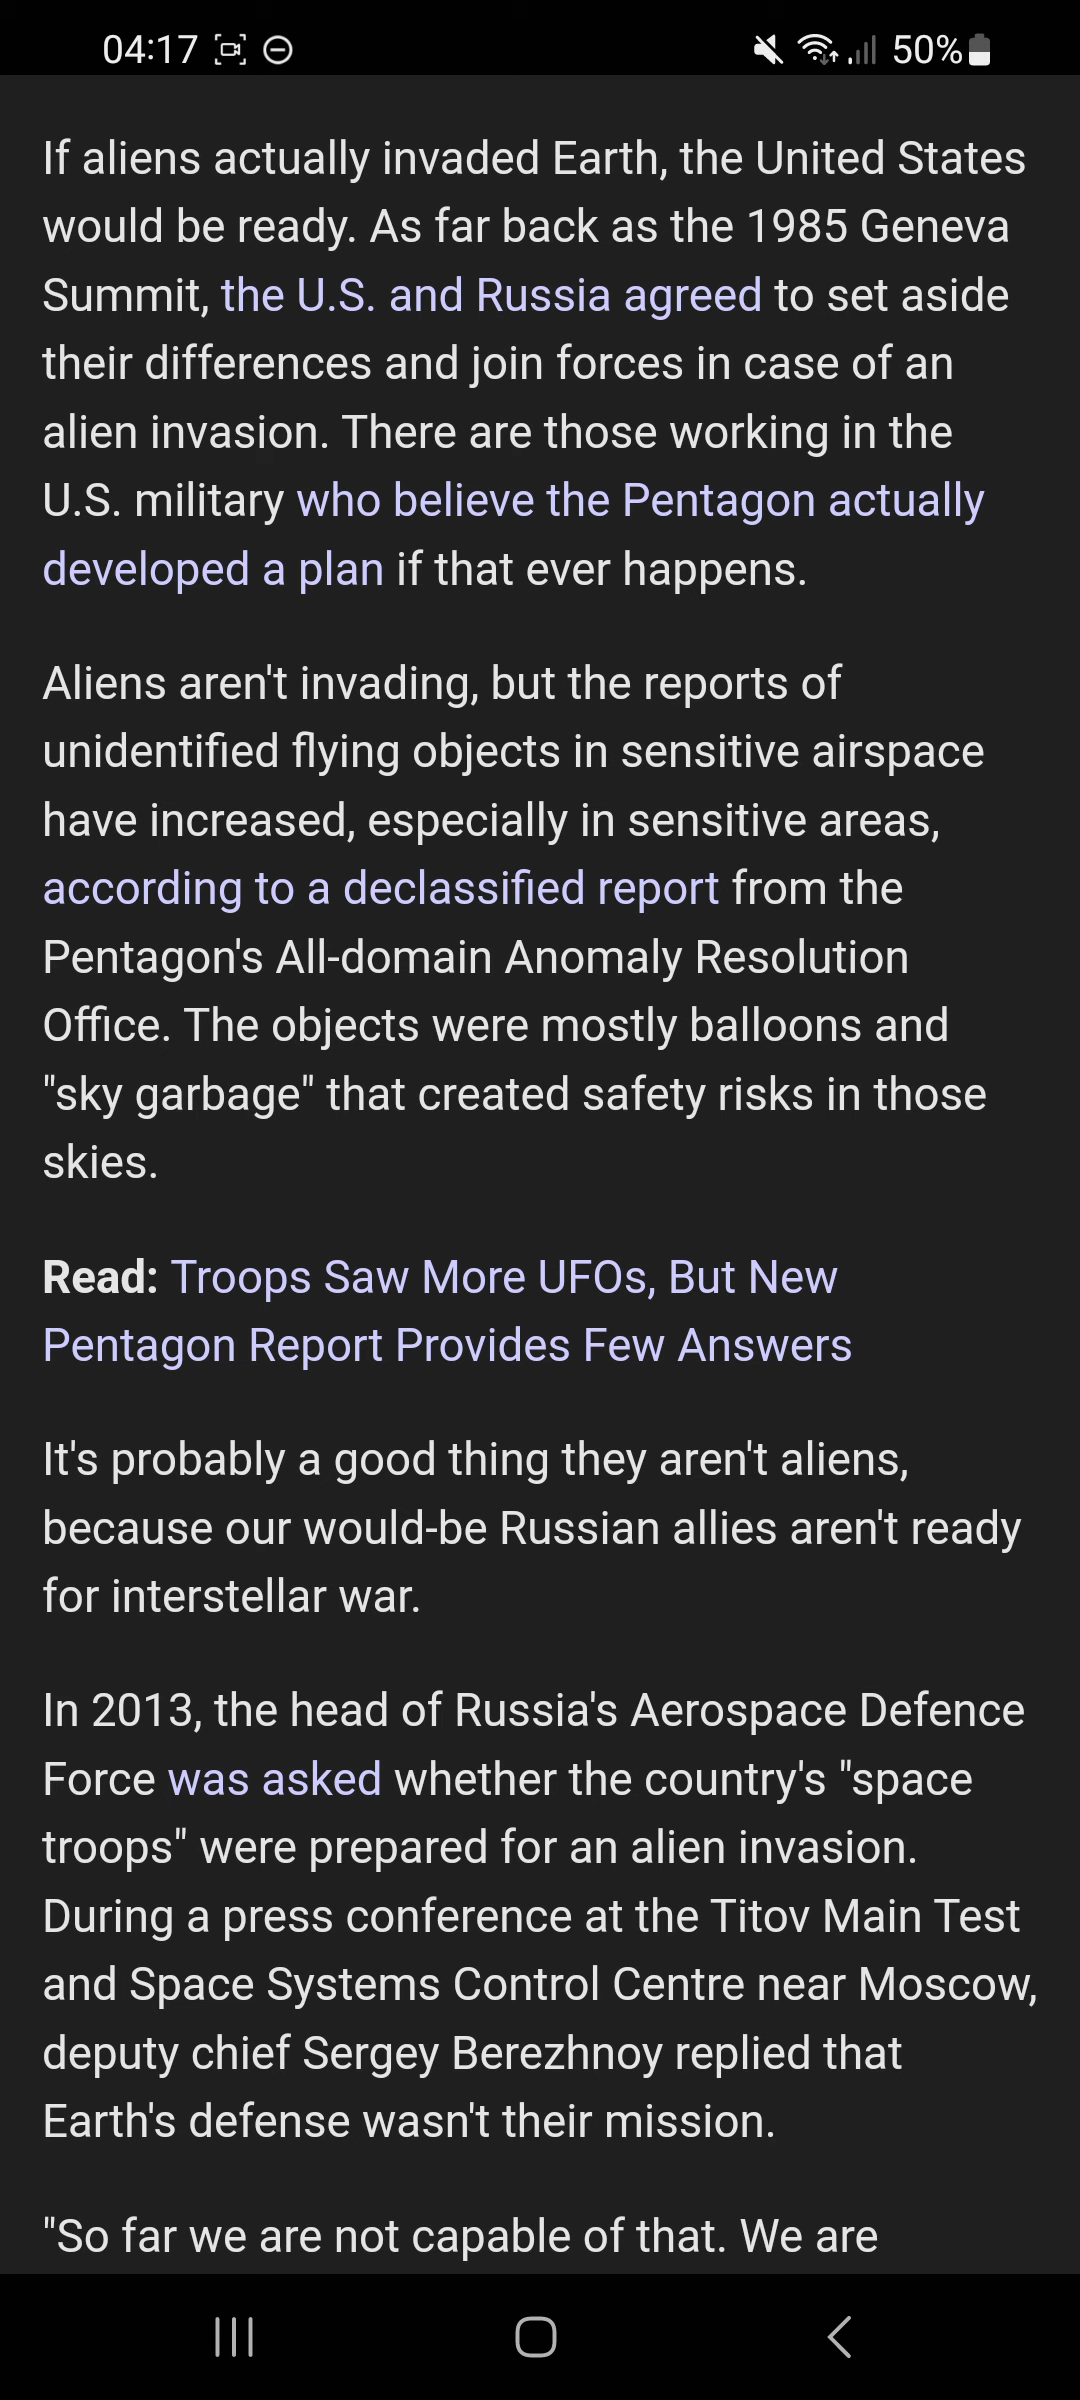 04:17
50%
If aliens actually invaded Earth, the United States
would be ready. As far back as the 1985 Geneva
Summit, the U.S. and Russia agreed to set aside
their differences and join forces in case of an
alien invasion. There are those working in the
U.S. military who believe the Pentagon actually
developed a plan if that ever happens.
Aliens aren't invading, but the reports of
unidentified flying objects in sensitive airspace
have increased, especially in sensitive areas,
according to a declassified report from the
Pentagon's All-domain Anomaly Resolution
Office. The objects were mostly balloons and
"sky garbage" that created safety risks in those
skies.
Read: Troops Saw More UFOs, But New
Pentagon Report Provides Few Answers
It's probably a good thing they aren't aliens,
because our would-be Russian allies aren't ready
for interstellar war.
In 2013, the head of Russia's Aerospace Defence
Force was asked whether the country's "space
troops" were prepared for an alien invasion.
During a press conference at the Titov Main Test
and Space Systems Control Centre near Moscow,
deputy chief Sergey Berezhnoy replied that
Earth's defense wasn't their mission.
"So far we are not capable of that. We are